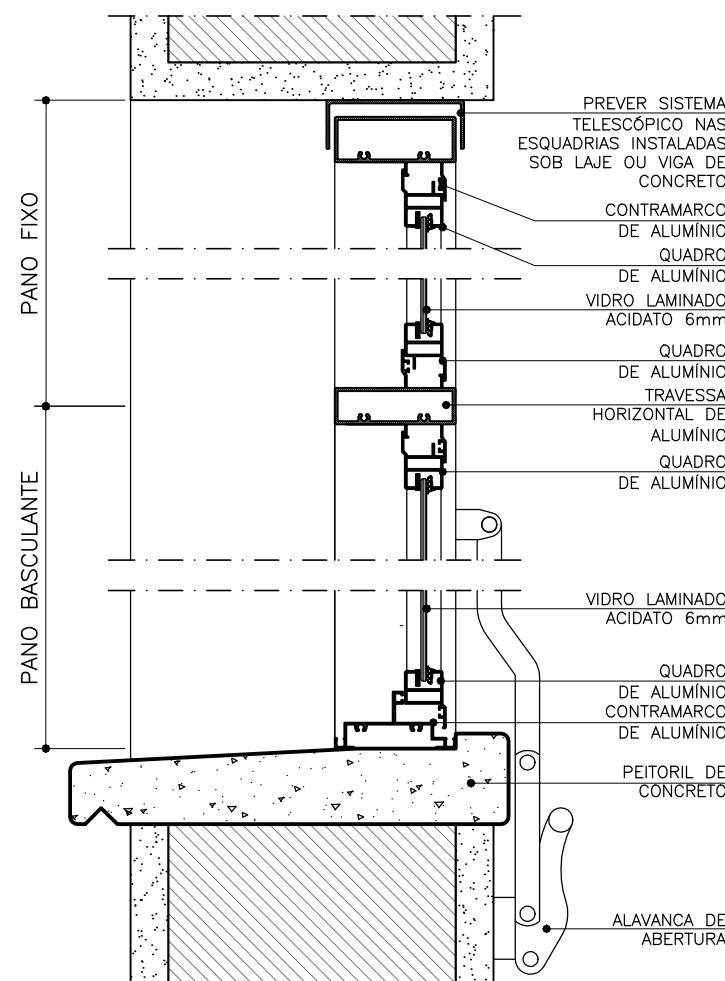 PREVER SISTEMA
TELESCÓPICO NAS
ESQUADRIAS INSTALADAS
SOB LAJE OU VIGA DE
CONCRETO
CONTRAMARCO
DE ALUMÍNIO
QUADRO
DE ALUMÍNIO
PANO FIXO
VIDRO LAMINADO
ACIDATO 6mm
QUADRO
DE ALUMÍNIO
TRAVESSA
HORIZONTAL DE
ALUMÍNIO
QUADRO
DE ALUMÍNIO
PANO BASCULANTE
VIDRO LAMINADO
ACIDATO 6mm
QUADRO
DE ALUMÍNIO
CONTRAMARCO
DE ALUMÍNIO
PEITORIL DE
CONCRETO
ALAVANCA DE
ABERTURA